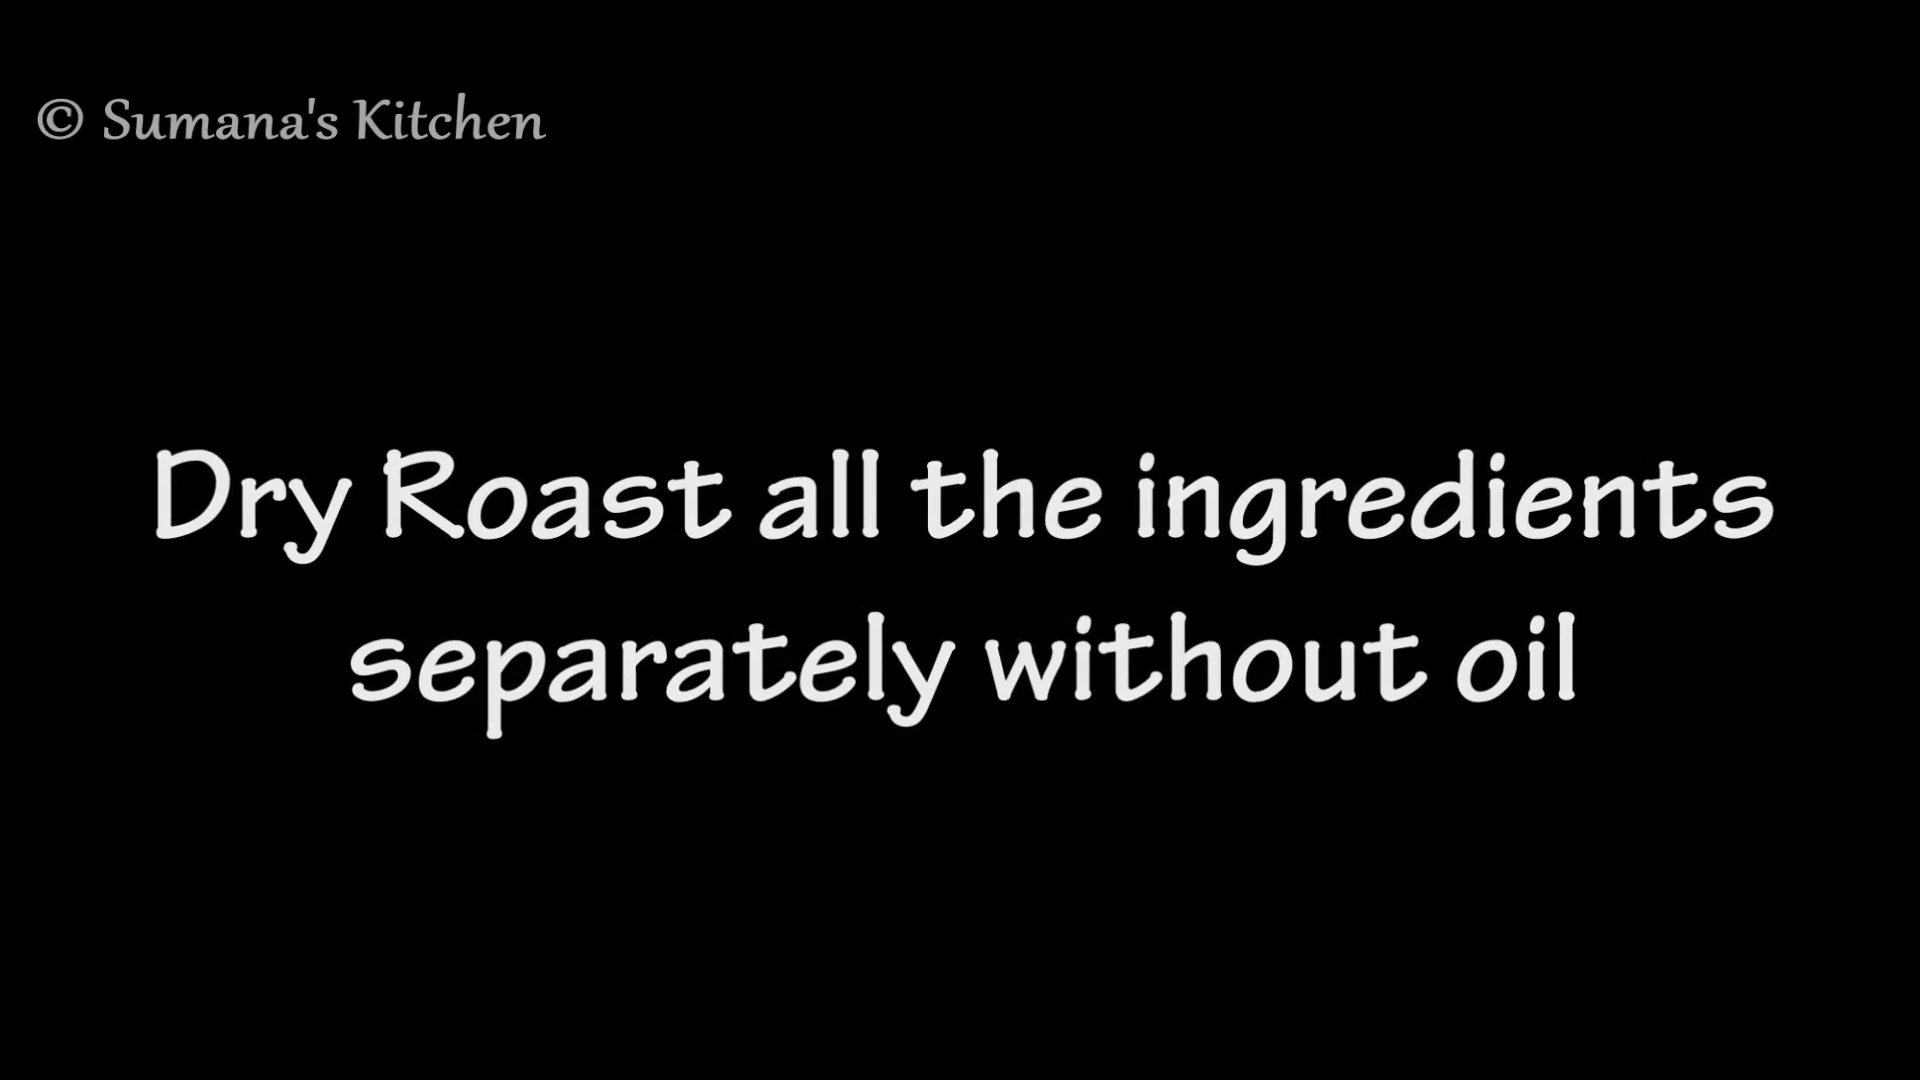 © Sumana's Kitchen
Dry Roast all the ingredients
separately without oil